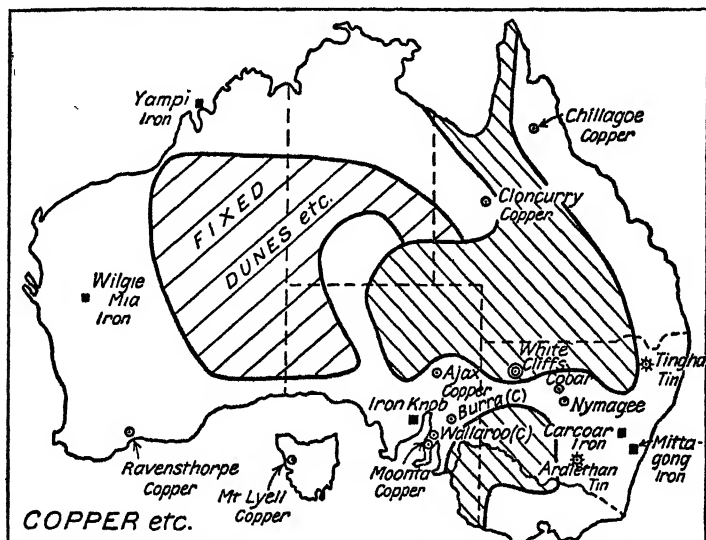 Yampi
Iron
Chillagoe
Copper
Cloncurry
Copper
FIXED
DUNES etc.
Wilgie
Mia
Iron
White
Cliffs
Cobar
Tingha
Tin
Ajax
Copper
Nymagee
Iron Knob
Burra (C)
Wallaroo (C)
Carcoar
Iron
Mitta-
gong
Iron
Ardlethan
Tin
Moonta
Copper
Ravensthorpe
Copper
Mt Lyell
Copper
COPPER etc.